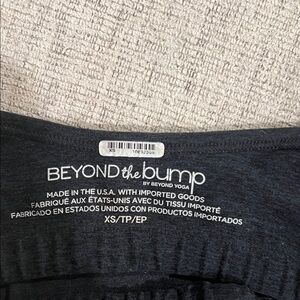 XS
BEYOND the bump
BY BEYOND YOGA
MADE IN THE U.S.A. WITH IMPORTED GOODS
FABRIQUÉ AUX ÉTATS-UNIS AVEC DU TISSU IMPORTÉ
FABRICADO EN ESTADOS UNIDOS CON PRODUCTOS IMPORTADOS
XS/TP/EP